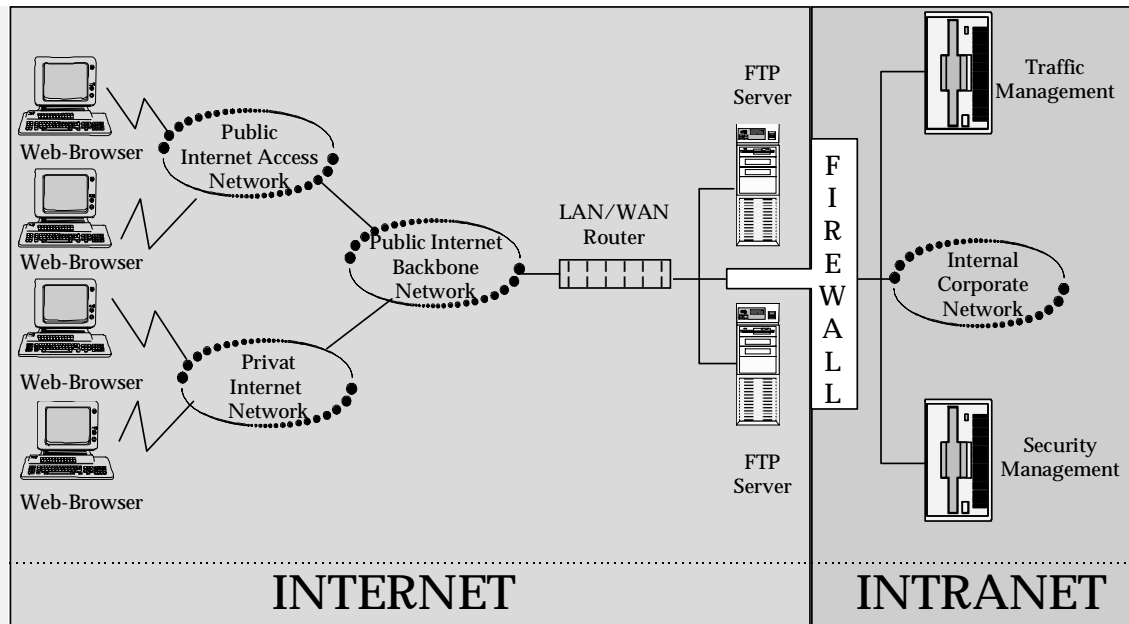 Web-Browser
Web-Browser
Web-Browser
Web-Browser
Public
Internet Access
Network
Privat
Internet
Network
Public Internet
Backbone
Network
LAN/WAN
Router
FTP
Server
FTP
Server
FIREWALL
Traffic
Management
Internal
Corporate
Network
Security
Management
INTERNET
INTRANET